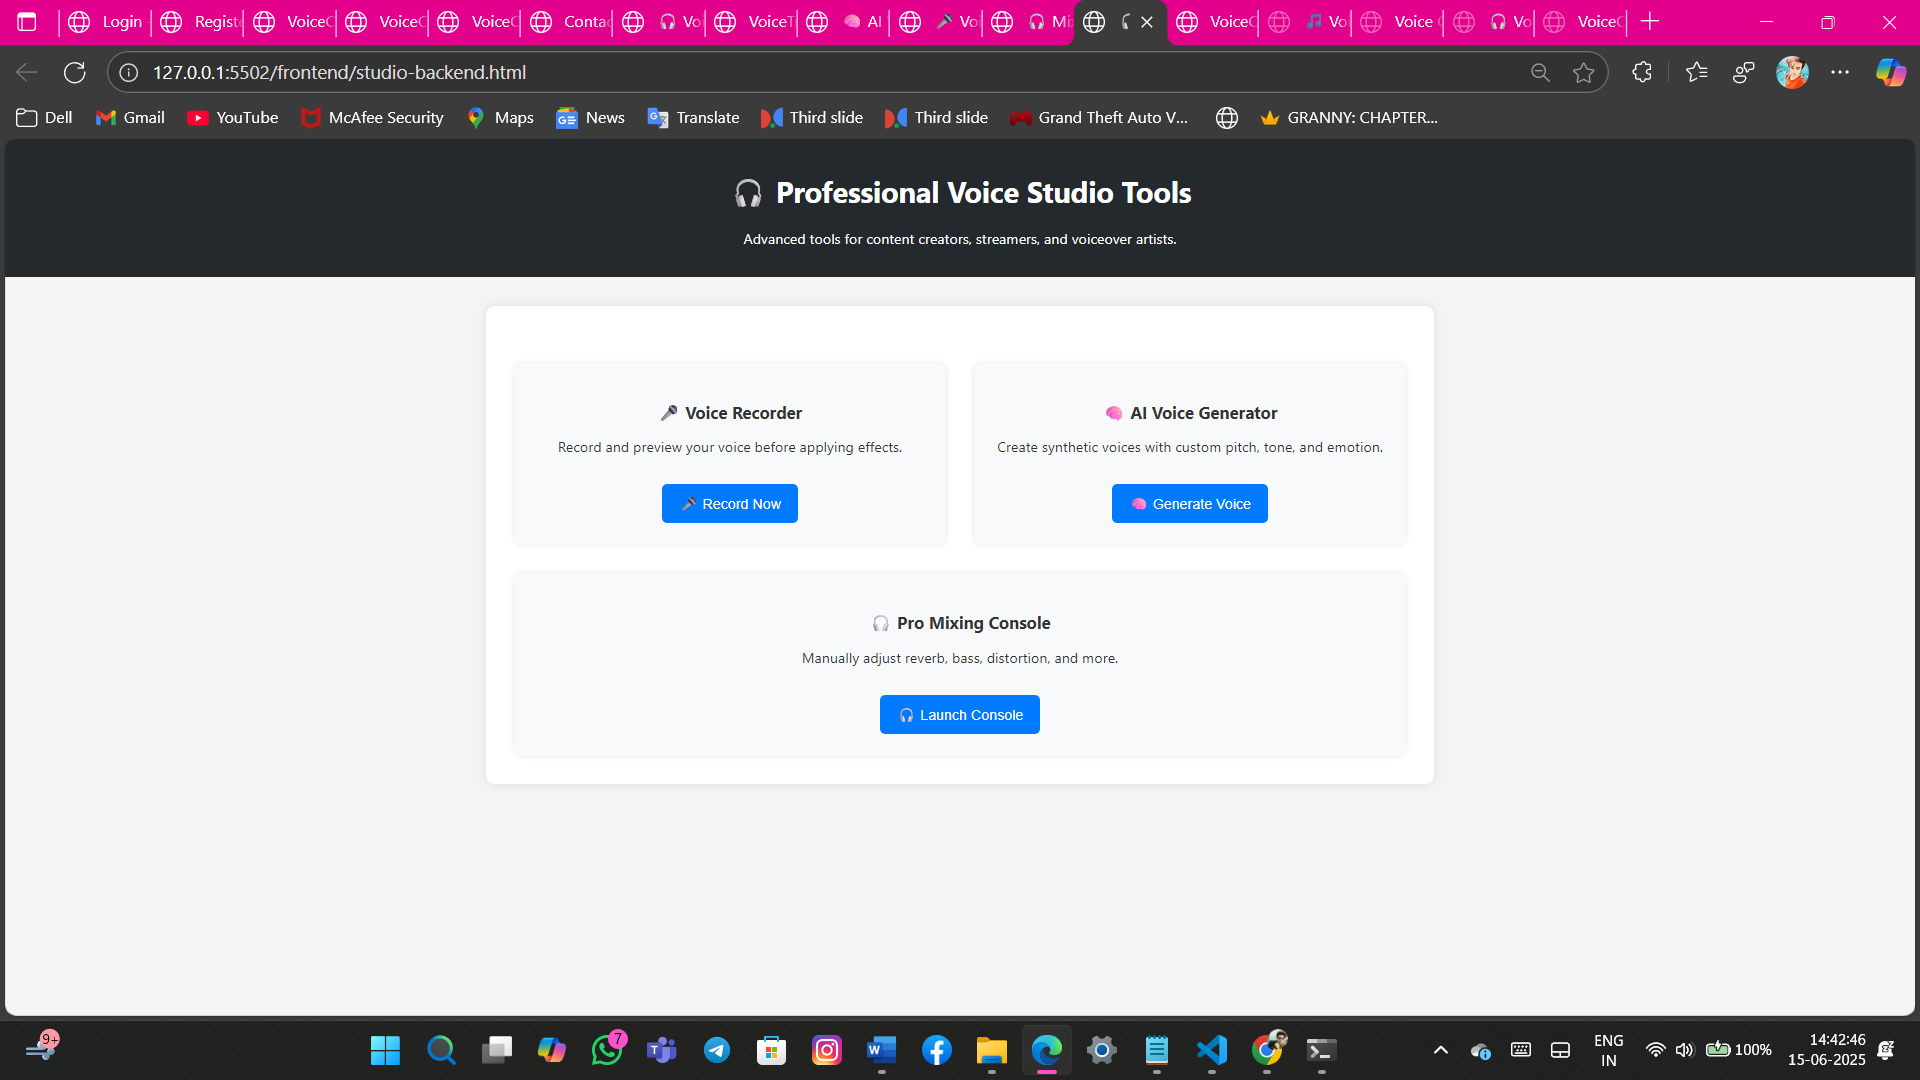 Login
Registe
VoiceC
VoiceC
VoiceC
Conta
Voi
VoiceT
AI
Voi
Mi
VoiceC
Voi
Voice
Vo
VoiceC
127.0.0.1:5502/frontend/studio-backend.html
Dell
Gmail
YouTube
McAfee Security
Maps
News
Translate
Third slide
Third slide
Grand Theft Auto V...
GRANNY: CHAPTER...
Professional Voice Studio Tools
Advanced tools for content creators, streamers, and voiceover artists.
Voice Recorder
Record and preview your voice before applying effects.
Record Now
AI Voice Generator
Create synthetic voices with custom pitch, tone, and emotion.
Generate Voice
Pro Mixing Console
Manually adjust reverb, bass, distortion, and more.
Launch Console
9+
7
ENG
IN
100%
14:42:46
15-06-2025